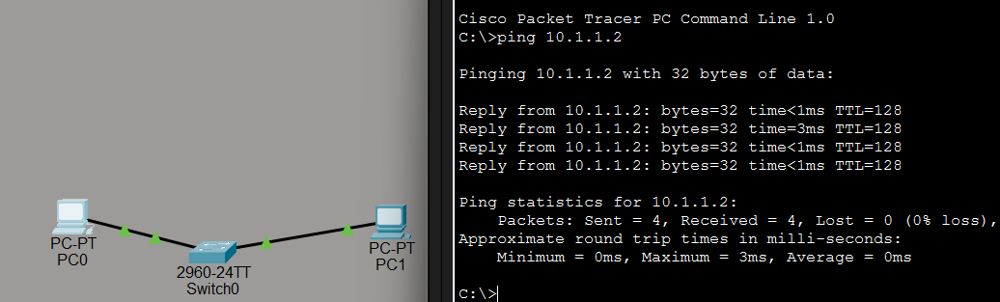 Cisco Packet Tracer PC Command Line 1.0
C:\>ping 10.1.1.2
Pinging 10.1.1.2 with 32 bytes of data:
Reply from 10.1.1.2: bytes=32 time<1ms TTL=128
Reply from 10.1.1.2: bytes=32 time=3ms TTL=128
Reply from 10.1.1.2: bytes=32 time<1ms TTL=128
Reply from 10.1.1.2: bytes=32 time<1ms TTL=128
Ping statistics for 10.1.1.2:
Packets: Sent = 4, Received = 4, Lost = 0 (0% loss),
Approximate round trip times in milli-seconds:
Minimum = 0ms, Maximum = 3ms, Average = 0ms
C:\>
PC-PT
PC0
2960-24TT
Switch0
PC-PT
PC1